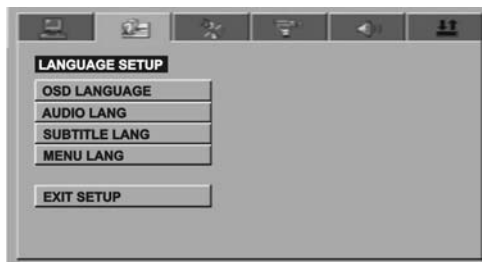 LANGUAGE SETUP
OSD LANGUAGE
AUDIO LANG
SUBTITLE LANG
MENU LANG
EXIT SETUP